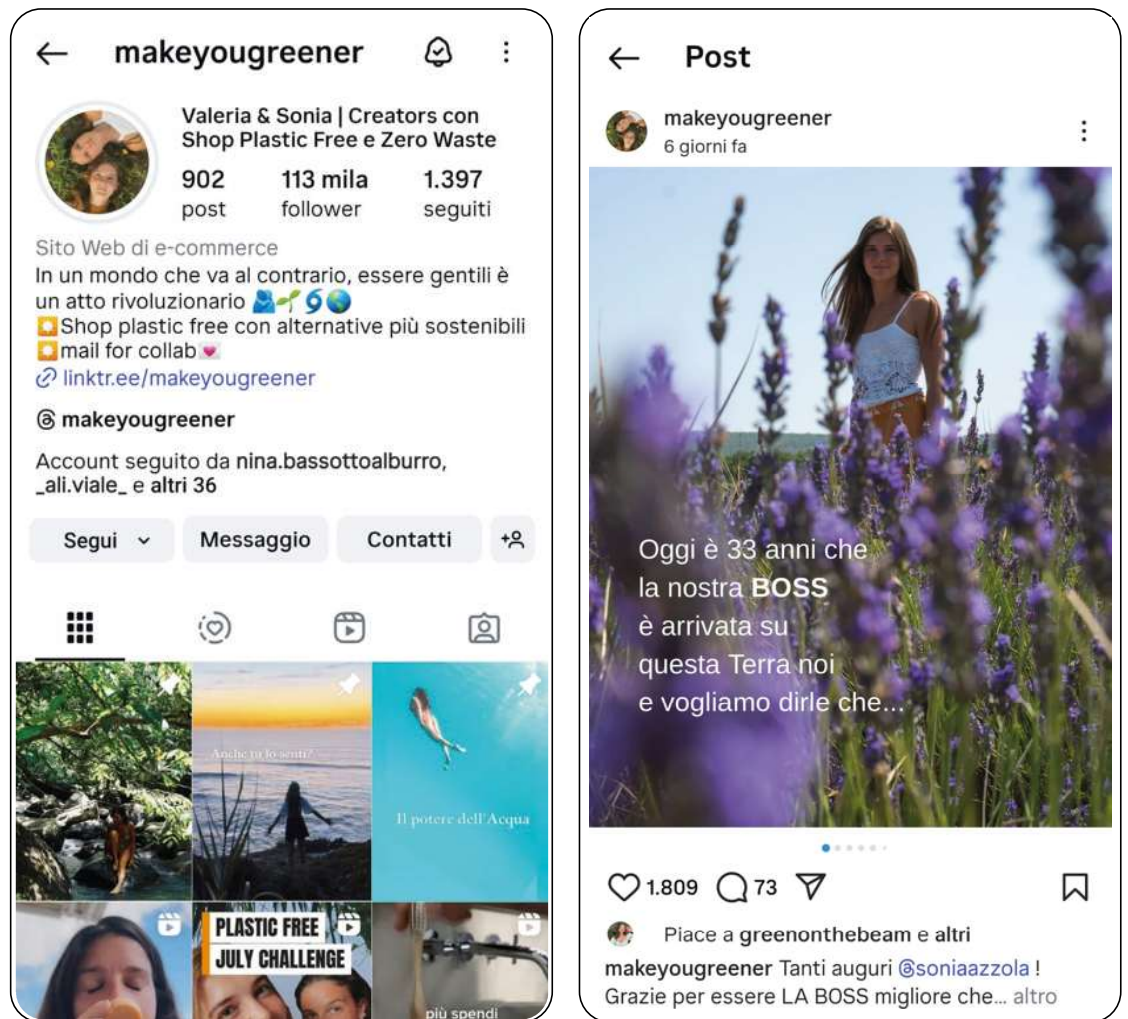 makeyougreener
Valeria & Sonia | Creators con
Shop Plastic Free e Zero Waste
902 113 mila 1.397
post follower seguiti
Sito Web di e-commerce
In un mondo che va al contrario, essere gentili è
un atto rivoluzionario
Shop plastic free con alternative più sostenibili
mail for collab
linktr.ee/makeyougreener
makeyougreener
Account seguito da nina.bassottoalburro,
_ali.viale_ e altri 36
Segui Messaggio Contatti
Anche tu lo senti?
Il potere dell'Acqua
PLASTIC FREE
JULY CHALLENGE
più spendi
Post
makeyougreener
6 giorni fa
Oggi è 33 anni che
la nostra BOSS
è arrivata su
questa Terra noi
e vogliamo dirle che...
1.809 73
Piace a greenonthebeam e altri
makeyougreener Tanti auguri @soniaazzola !
Grazie per essere LA BOSS migliore che... altro